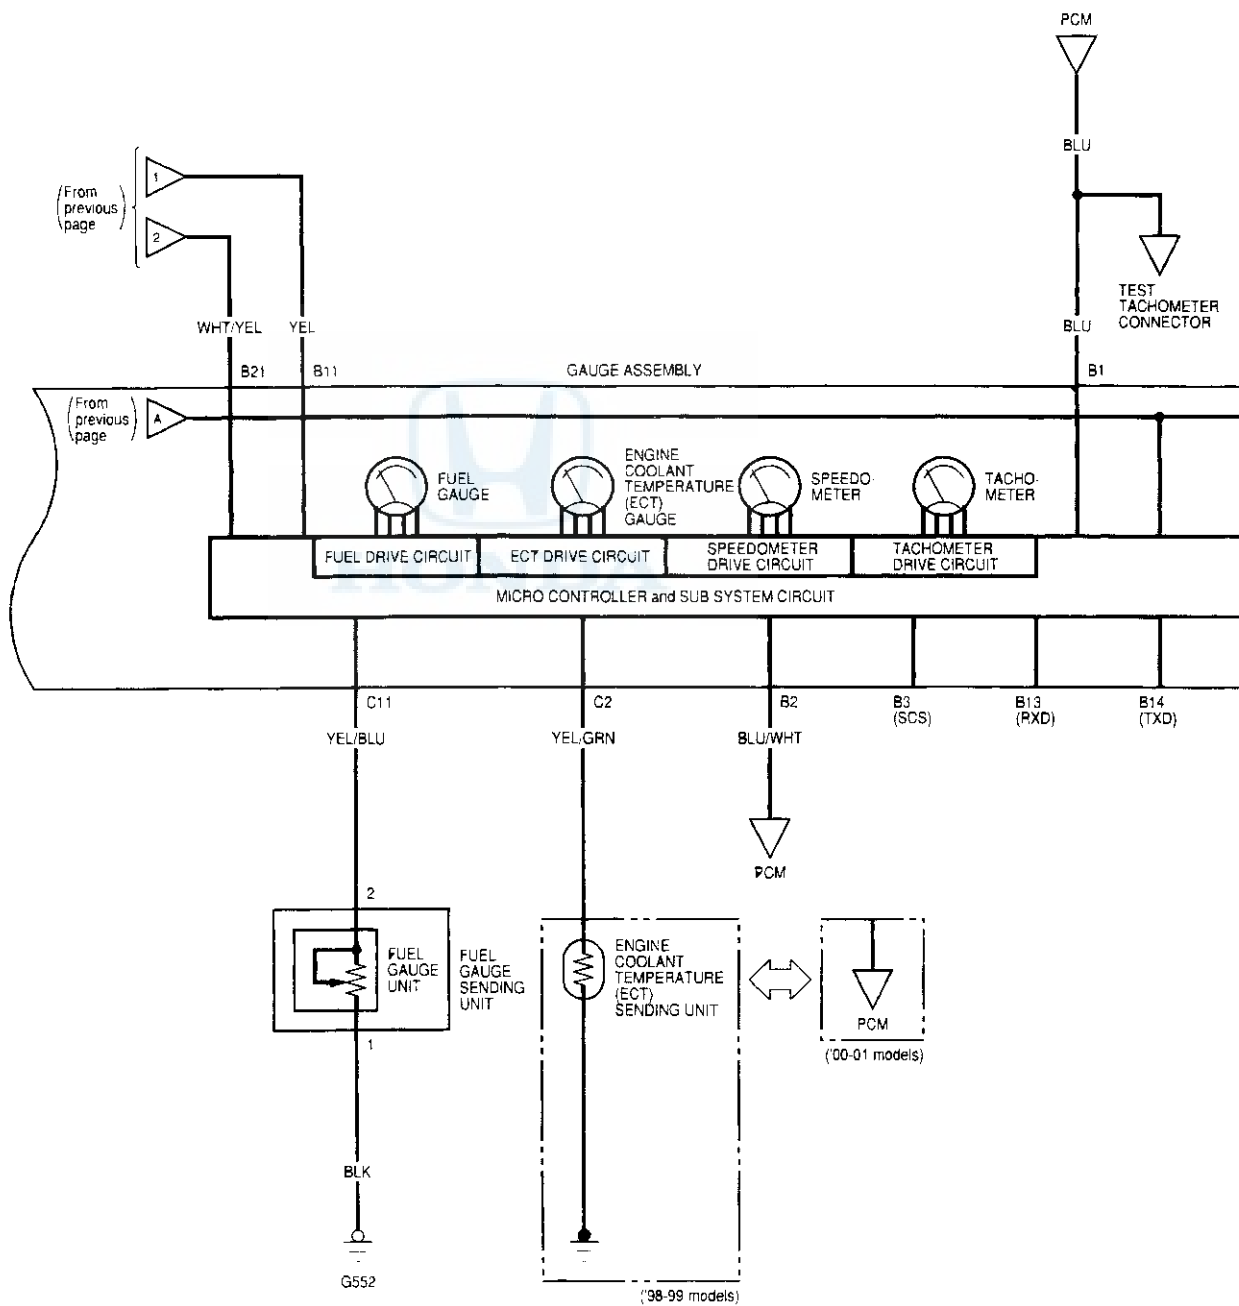 PCM
BLU
1
(From
previous
page)
2
TEST
TACHOMETER
CONNECTOR
WHT/YEL
YEL
BLU
B21
B11
GAUGE ASSEMBLY
B1
(From
previous
page)
A
FUEL
GAUGE
ENGINE
COOLANT
TEMPERATURE
(ECT)
GAUGE
SPEEDO-
METER
TACHO-
METER
FUEL DRIVE CIRCUIT
ECT DRIVE CIRCUIT
SPEEDOMETER
DRIVE CIRCUIT
TACHOMETER
DRIVE CIRCUIT
HONDA
MICRO CONTROLLER and SUB SYSTEM CIRCUIT
C11
C2
B2
B3
(SCS)
B13
(RXD)
B14
(TXD)
YEL/BLU
YEL/GRN
BLU/WHT
PCM
2
FUEL
GAUGE
UNIT
FUEL
GAUGE
SENDING
UNIT
1
ENGINE
COOLANT
TEMPERATURE
(ECT)
SENDING UNIT
PCM
('00-01 models)
BLK
G552
('98-99 models)